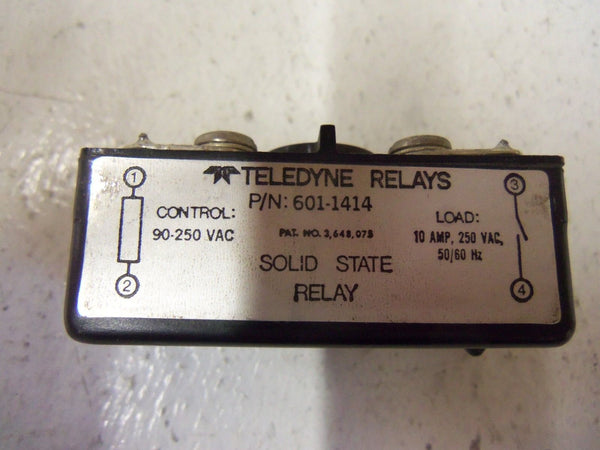 TELEDYNE RELAYS
P/N: 601-1414
CONTROL:
90-250 VAC
PAT. NO. 3,648,075
LOAD:
10 AMP, 250 VAC,
50/60 Hz
SOLID STATE
RELAY
1
2
3
4